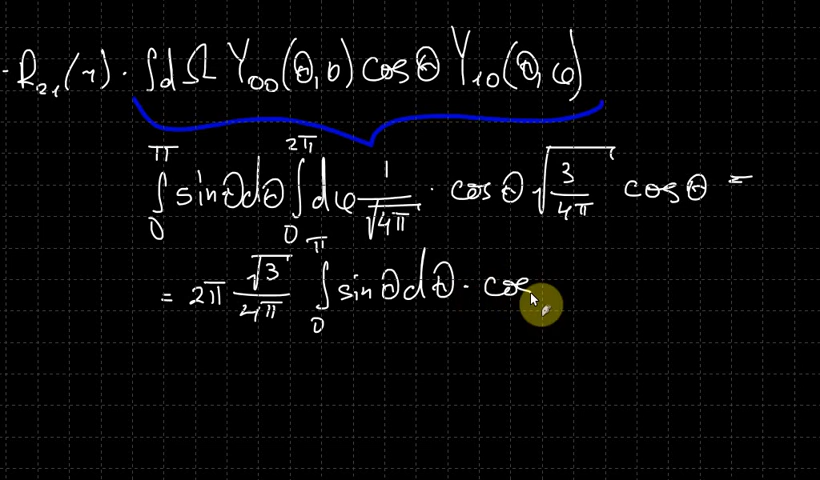 · R₂₁(r) · ∫dΩ Y₀₀(θ,φ) cosθ Y₁₀(θ,φ)
∫₀^π sinθdθ ∫₀^{2π} dφ 1/√(4π) · cosθ √(3/4π) cosθ =
= 2π √3/4π ∫₀^π sinθdθ · cos